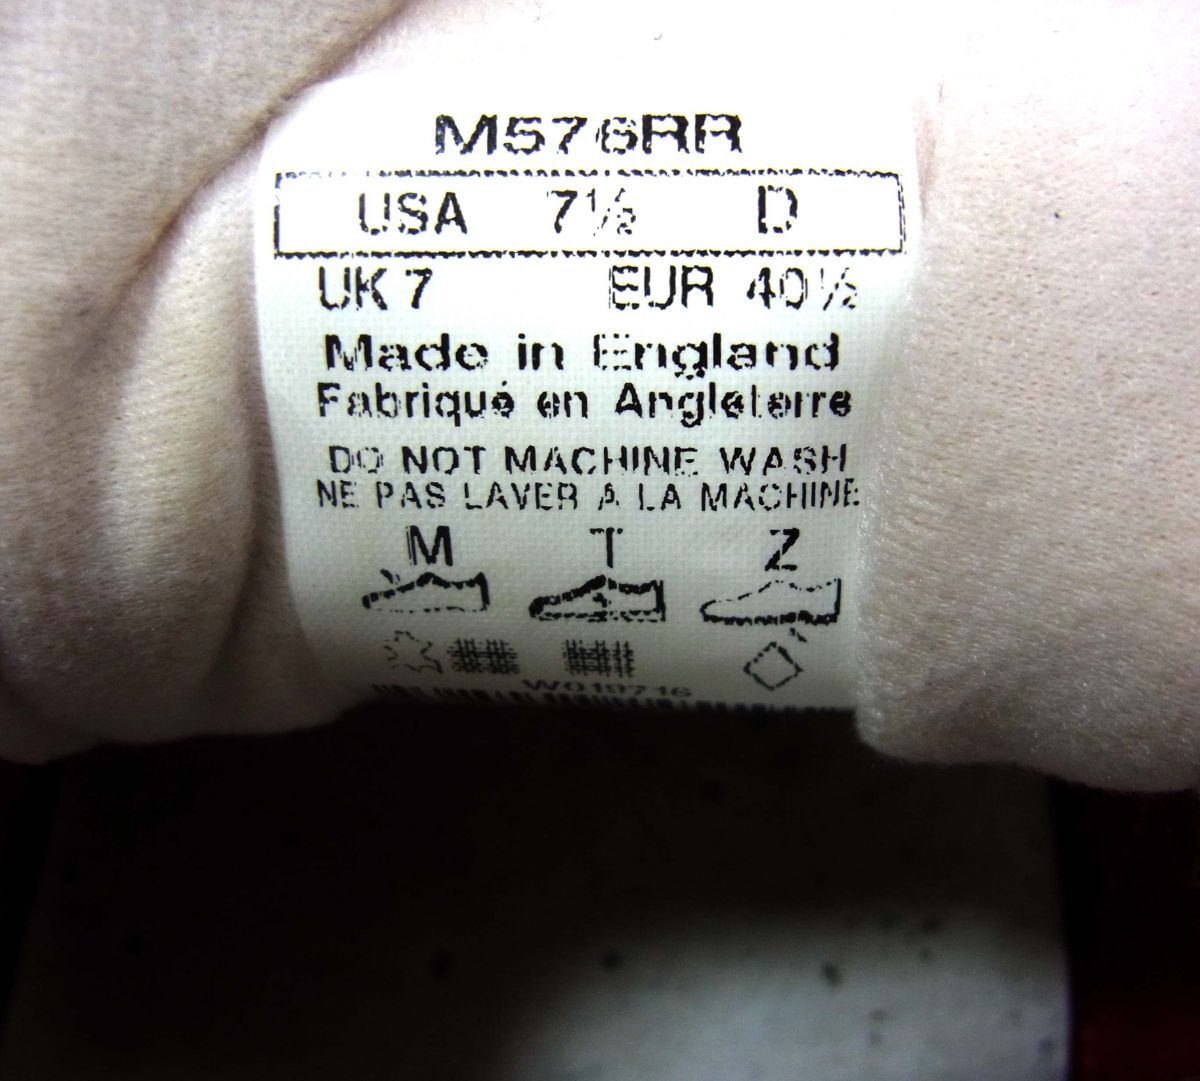 M576RR
USA 7½ D
UK 7 EUR 40½
Made in England
Fabriqué en Angleterre
DO NOT MACHINE WASH
NE PAS LAVER A LA MACHINE
M T Z
W019716